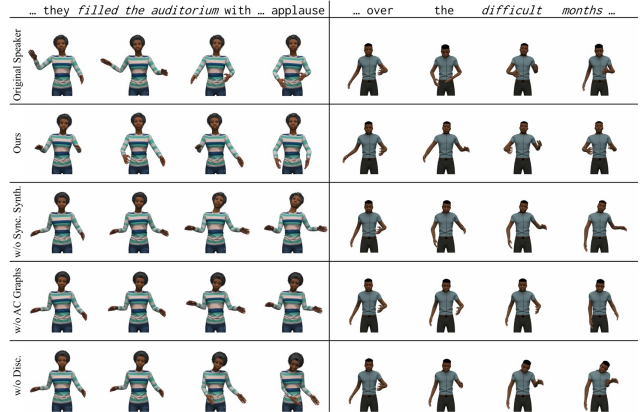 … they filled the auditorium with … applause … over the difficult months …
Original Speaker
Ours
w/o Sync. Synth.
w/o AC Graphs
w/o Disc.